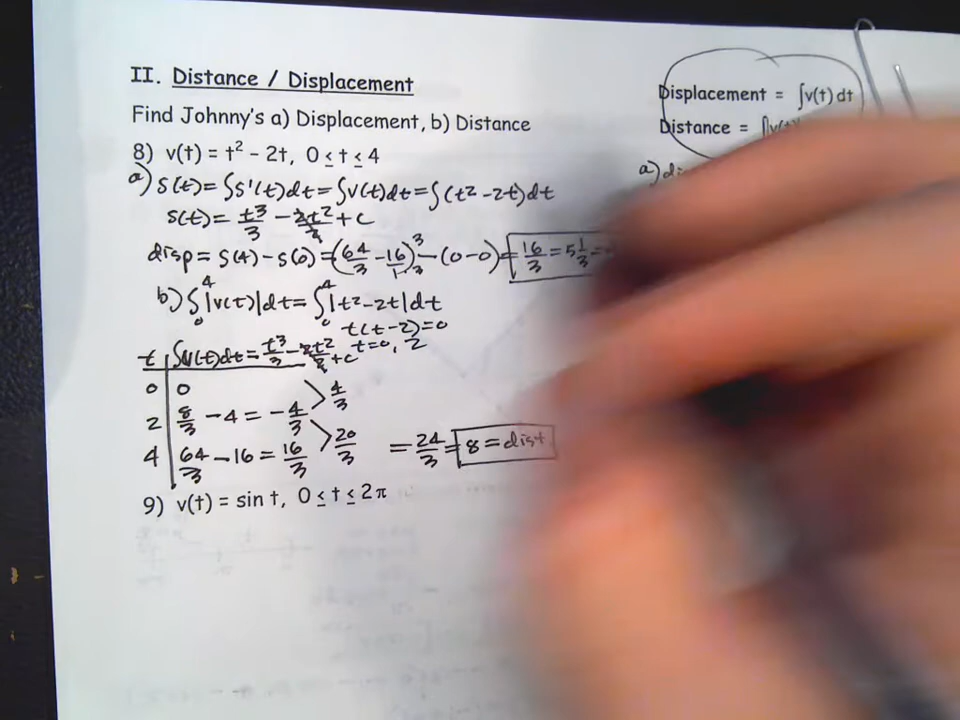 II. Distance / Displacement
Displacement = ∫v(t) dt
Find Johnny's a) Displacement, b) Distance
Distance = ∫|v(t)
8) v(t) = t² - 2t, 0 ≤ t ≤ 4
a)
a) s(t) = ∫s'(t)dt = ∫v(t)dt = ∫(t² - 2t)dt
s(t) = t³/3 - 2t²/2 + c
disp = s(4) - s(0) = (64/3 - 16/1 · 3/3) - (0-0) = 16/3 = 5 1/3 =
b) ∫₀⁴ |v(t)|dt = ∫₀⁴ |t² - 2t|dt
t(t-2) = 0
t | ∫v(t)dt = t³/3 - 2t²/2 + c t = 0, 2
0 | 0
> 4/3
2 | 8/3 - 4 = -4/3
> 20/3 = 24/3 = 8 = dist
4 | 64/3 - 16 = 16/3
9) v(t) = sin t, 0 ≤ t ≤ 2π